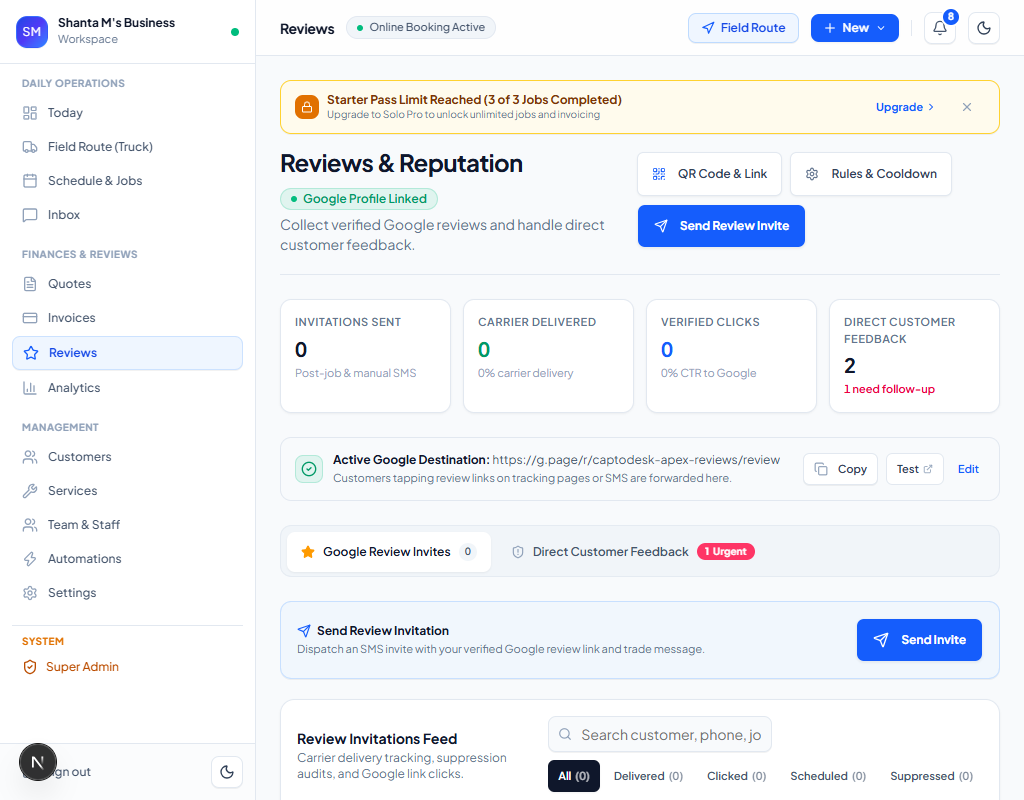 SM
Shanta M's Business
Workspace
DAILY OPERATIONS
Today
Field Route (Truck)
Schedule & Jobs
Inbox
FINANCES & REVIEWS
Quotes
Invoices
Reviews
Analytics
MANAGEMENT
Customers
Services
Team & Staff
Automations
Settings
SYSTEM
Super Admin
N
gn out
Reviews
Online Booking Active
Field Route
New
8
Starter Pass Limit Reached (3 of 3 Jobs Completed)
Upgrade to Solo Pro to unlock unlimited jobs and invoicing
Upgrade
Reviews & Reputation
Google Profile Linked
Collect verified Google reviews and handle direct
customer feedback.
QR Code & Link
Rules & Cooldown
Send Review Invite
INVITATIONS SENT
0
Post-job & manual SMS
CARRIER DELIVERED
0
0% carrier delivery
VERIFIED CLICKS
0
0% CTR to Google
DIRECT CUSTOMER
FEEDBACK
2
1 need follow-up
Active Google Destination: https://g.page/r/captodesk-apex-reviews/review
Customers tapping review links on tracking pages or SMS are forwarded here.
Copy
Test
Edit
Google Review Invites 0
Direct Customer Feedback 1 Urgent
Send Review Invitation
Dispatch an SMS invite with your verified Google review link and trade message.
Send Invite
Review Invitations Feed
Carrier delivery tracking, suppression
audits, and Google link clicks.
Search customer, phone, jo
All (0)
Delivered (0)
Clicked (0)
Scheduled (0)
Suppressed (0)